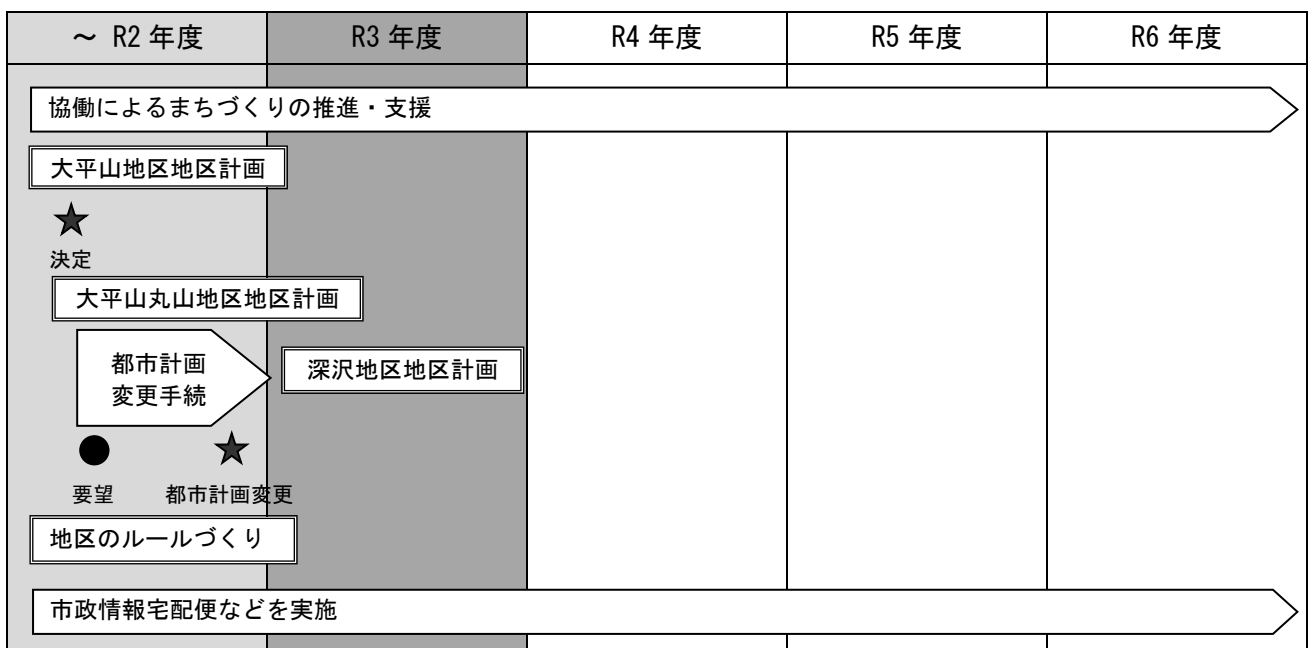 ～ R2 年度
R3 年度
R4 年度
R5 年度
R6 年度
協働によるまちづくりの推進・支援
大平山地区地区計画
★
決定
大平山丸山地区地区計画
都市計画
変更手続
深沢地区地区計画
● ★
要望 都市計画変更
地区のルールづくり
市政情報宅配便などを実施